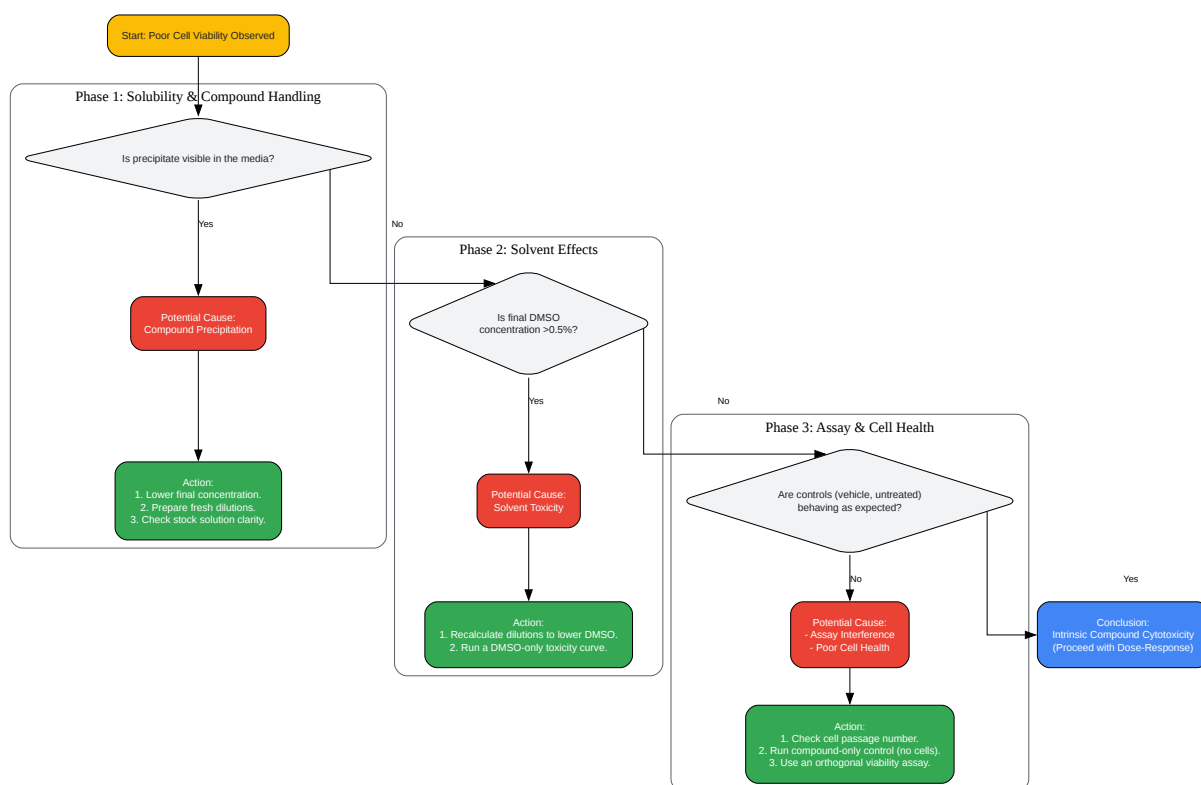 Start: Poor Cell Viability Observed
Phase 1: Solubility & Compound Handling
Is precipitate visible in the media?
Yes
No
Potential Cause:
Compound Precipitation
Action:
1. Lower final concentration.
2. Prepare fresh dilutions.
3. Check stock solution clarity.
Phase 2: Solvent Effects
Is final DMSO
concentration >0.5%?
Yes
No
Potential Cause:
Solvent Toxicity
Action:
1. Recalculate dilutions to lower DMSO.
2. Run a DMSO-only toxicity curve.
Phase 3: Assay & Cell Health
Are controls (vehicle, untreated)
behaving as expected?
No
Yes
Potential Cause:
- Assay Interference
- Poor Cell Health
Action:
1. Check cell passage number.
2. Run compound-only control (no cells).
3. Use an orthogonal viability assay.
Conclusion:
Intrinsic Compound Cytotoxicity
(Proceed with Dose-Response)